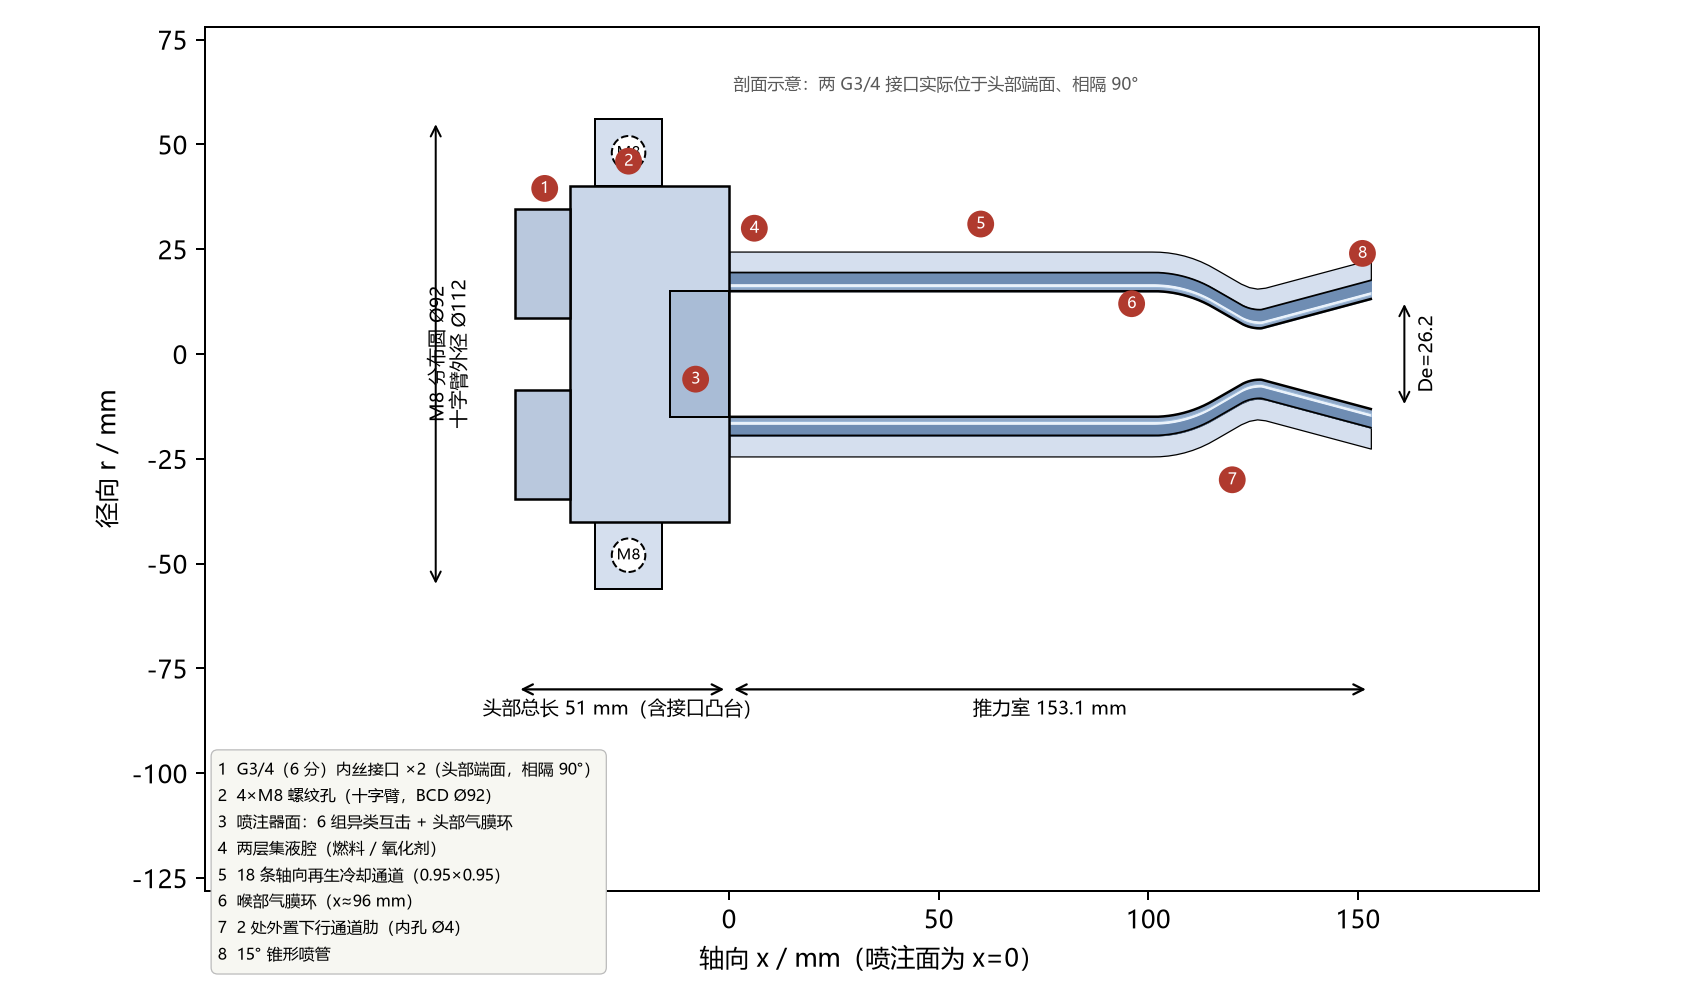 剖面示意：两 G3/4 接口实际位于头部端面、相隔 90°
75
50
25
0
-25
-50
-75
-100
-125
径向 r / mm
M8 分布圆 Ø92
十字臂外径 Ø112
1
2
3
4
5
6
7
8
M8
De=26.2
头部总长 51 mm（含接口凸台）
推力室 153.1 mm
1 G3/4（6 分）内丝接口 ×2（头部端面，相隔 90°）
2 4×M8 螺纹孔（十字臂，BCD Ø92）
3 喷注器面：6 组异类互击 + 头部气膜环
4 两层集液腔（燃料 / 氧化剂）
5 18 条轴向再生冷却通道（0.95×0.95）
6 喉部气膜环（x≈96 mm）
7 2 处外置下行通道肋（内孔 Ø4）
8 15° 锥形喷管
0
50
100
150
轴向 x / mm（喷注面为 x=0）